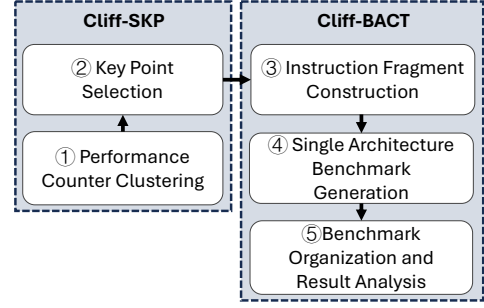 Cliff-SKP
② Key Point
Selection
① Performance
Counter Clustering
Cliff-BACT
③ Instruction Fragment
Construction
④ Single Architecture
Benchmark
Generation
⑤Benchmark
Organization and
Result Analysis